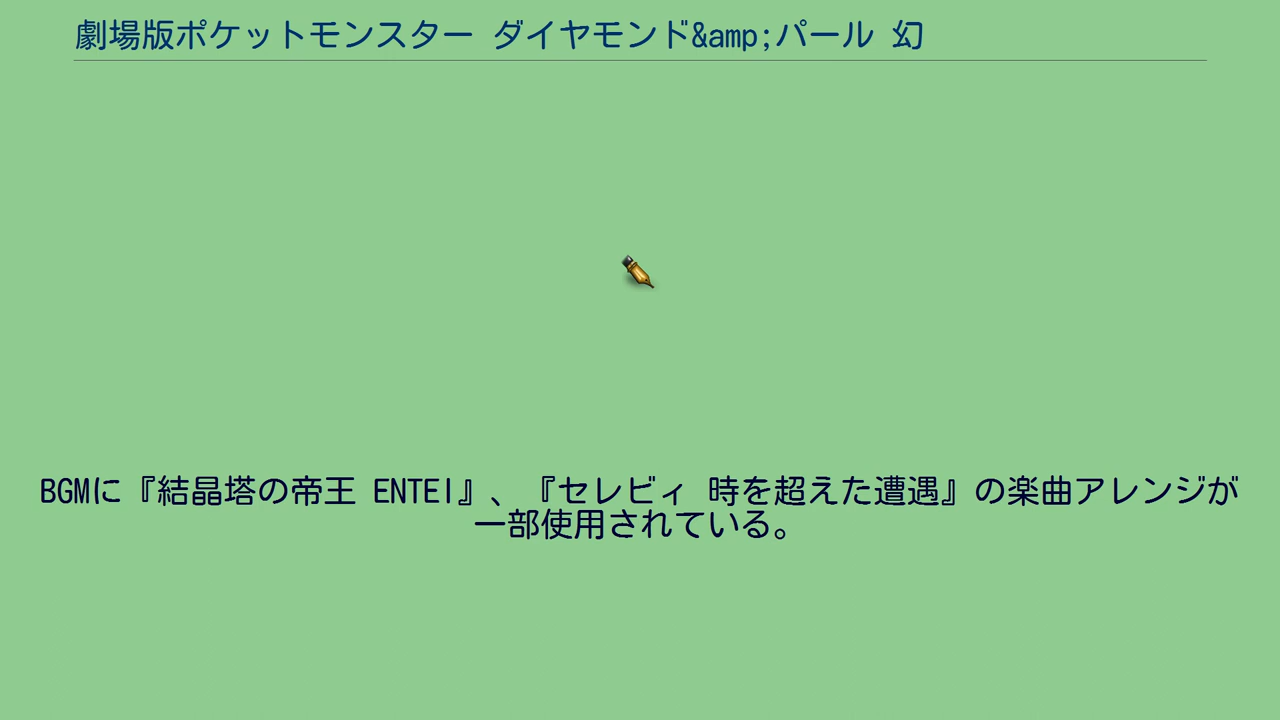 劇場版ポケットモンスター ダイヤモンド&amp;パール 幻
BGMに『結晶塔の帝王 ENTEI』、『セレビィ 時を超えた遭遇』の楽曲アレンジが
一部使用されている。